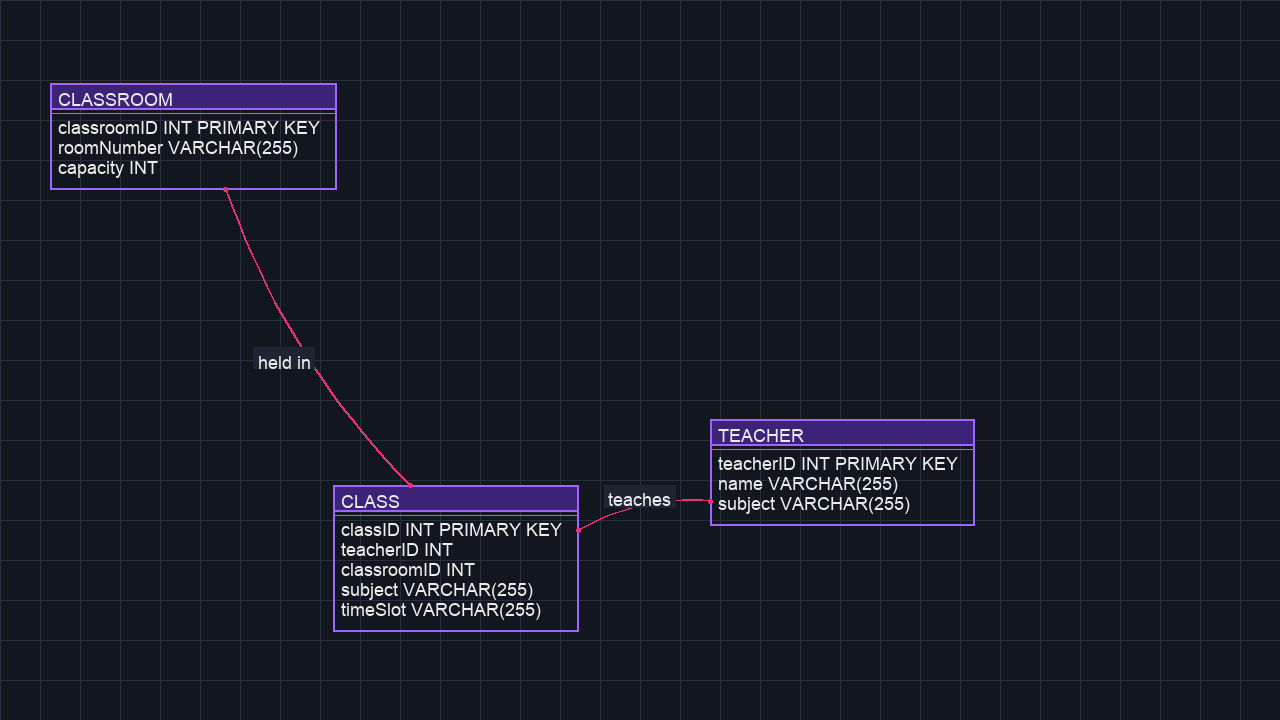 CLASSROOM
classroomID INT PRIMARY KEY
roomNumber VARCHAR(255)
capacity INT
held in
TEACHER
teacherID INT PRIMARY KEY
name VARCHAR(255)
subject VARCHAR(255)
teaches
CLASS
classID INT PRIMARY KEY
teacherID INT
classroomID INT
subject VARCHAR(255)
timeSlot VARCHAR(255)